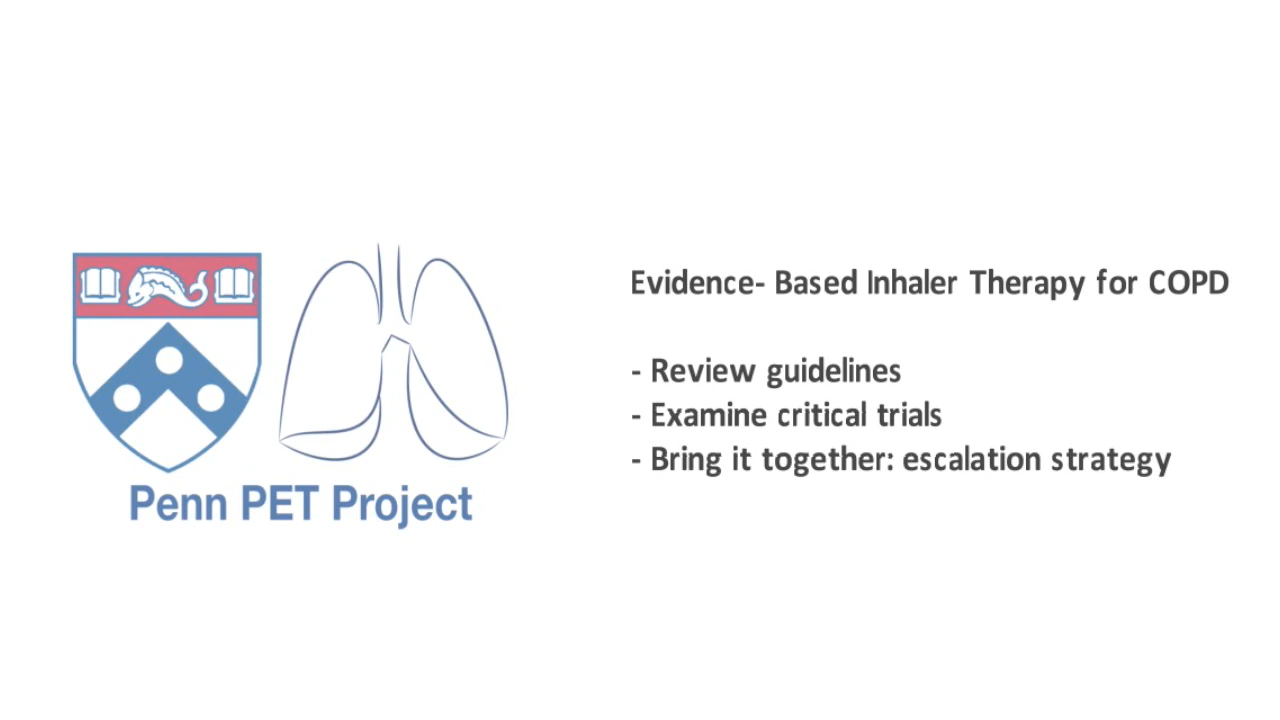 Evidence- Based Inhaler Therapy for COPD
- Review guidelines
- Examine critical trials
- Bring it together: escalation strategy
Penn PET Project